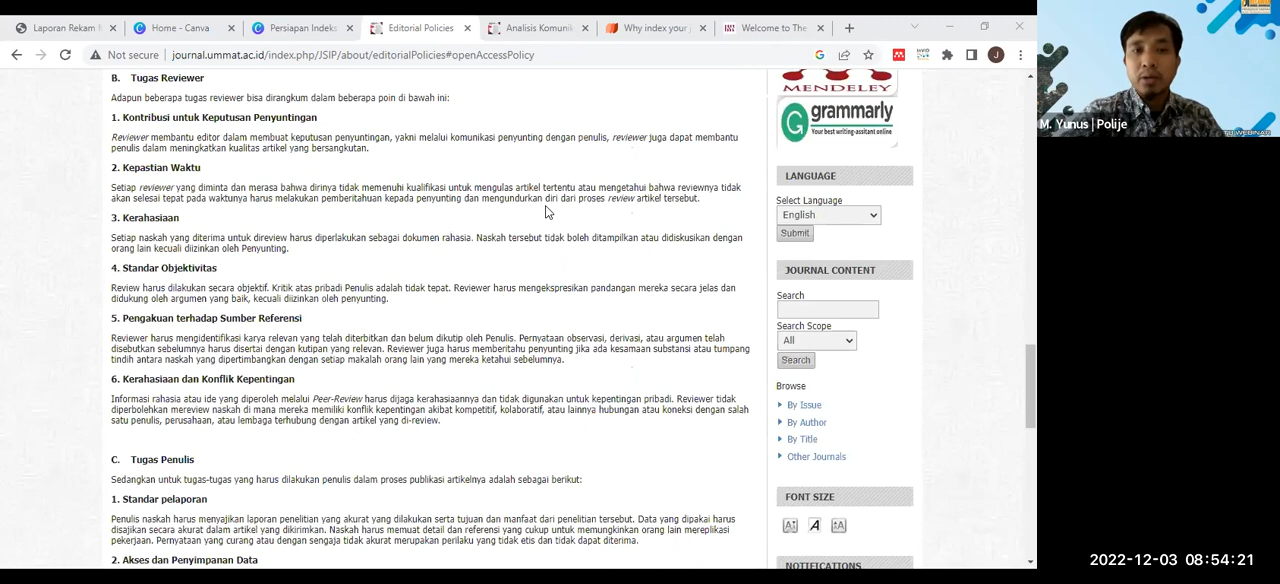 Laporan Rekam
Home - Canva
Persiapan Indeks
Editorial Policies
Analisis Komunik
Why index your j
Welcome to The
Not secure
journal.ummat.ac.id/index.php/JSIP/about/editorialPolicies#openAccessPolicy
J
B. Tugas Reviewer
Adapun beberapa tugas reviewer bisa dirangkum dalam beberapa poin di bawah ini:
1. Kontribusi untuk Keputusan Penyuntingan
Reviewer membantu editor dalam membuat keputusan penyuntingan, yakni melalui komunikasi penyunting dengan penulis, reviewer juga dapat membantu
penulis dalam meningkatkan kualitas artikel yang bersangkutan.
2. Kepastian Waktu
Setiap reviewer yang diminta dan merasa bahwa dirinya tidak memenuhi kualifikasi untuk mengulas artikel tertentu atau mengetahui bahwa reviewnya tidak
akan selesai tepat pada waktunya harus melakukan pemberitahuan kepada penyunting dan mengundurkan diri dari proses review artikel tersebut.
3. Kerahasiaan
Setiap naskah yang diterima untuk direview harus diperlakukan sebagai dokumen rahasia. Naskah tersebut tidak boleh ditampilkan atau didiskusikan dengan
orang lain kecuali diizinkan oleh Penyunting.
4. Standar Objektivitas
Review harus dilakukan secara objektif. Kritik atas pribadi Penulis adalah tidak tepat. Reviewer harus mengekspresikan pandangan mereka secara jelas dan
didukung oleh argumen yang baik, kecuali diizinkan oleh penyunting.
5. Pengakuan terhadap Sumber Referensi
Reviewer harus mengidentifikasi karya relevan yang telah diterbitkan dan belum dikutip oleh Penulis. Pernyataan observasi, derivasi, atau argumen telah
disebutkan sebelumnya harus disertai dengan kutipan yang relevan. Reviewer juga harus memberitahu penyunting jika ada kesamaan substansi atau tumpang
tindih antara naskah yang dipertimbangkan dengan setiap makalah orang lain yang mereka ketahui sebelumnya.
6. Kerahasiaan dan Konflik Kepentingan
Informasi rahasia atau ide yang diperoleh melalui Peer-Review harus dijaga kerahasiaannya dan tidak digunakan untuk kepentingan pribadi. Reviewer tidak
diperbolehkan mereview naskah di mana mereka memiliki konflik kepentingan akibat kompetitif, kolaboratif, atau lainnya hubungan atau koneksi dengan salah
satu penulis, perusahaan, atau lembaga terhubung dengan artikel yang di-review.
C. Tugas Penulis
Sedangkan untuk tugas-tugas yang harus dilakukan penulis dalam proses publikasi artikelnya adalah sebagai berikut:
1. Standar pelaporan
Penulis naskah harus menyajikan laporan penelitian yang akurat yang dilakukan serta tujuan dan manfaat dari penelitian tersebut. Data yang dipakai harus
disajikan secara akurat dalam artikel yang dikirimkan. Naskah harus memuat detail dan referensi yang cukup untuk memungkinkan orang lain mereplikasi
pekerjaan. Pernyataan yang curang atau dengan sengaja tidak akurat merupakan perilaku yang tidak etis dan tidak dapat diterima.
2. Akses dan Penyimpanan Data
MENDELEY
grammarly
Your best writing-assitant online
LANGUAGE
Select Language
English
Submit
JOURNAL CONTENT
Search
Search Scope
All
Search
Browse
By Issue
By Author
By Title
Other Journals
FONT SIZE
NOTIFICATIONS
M. Yunus | Polije
2022-12-03 08:54:21